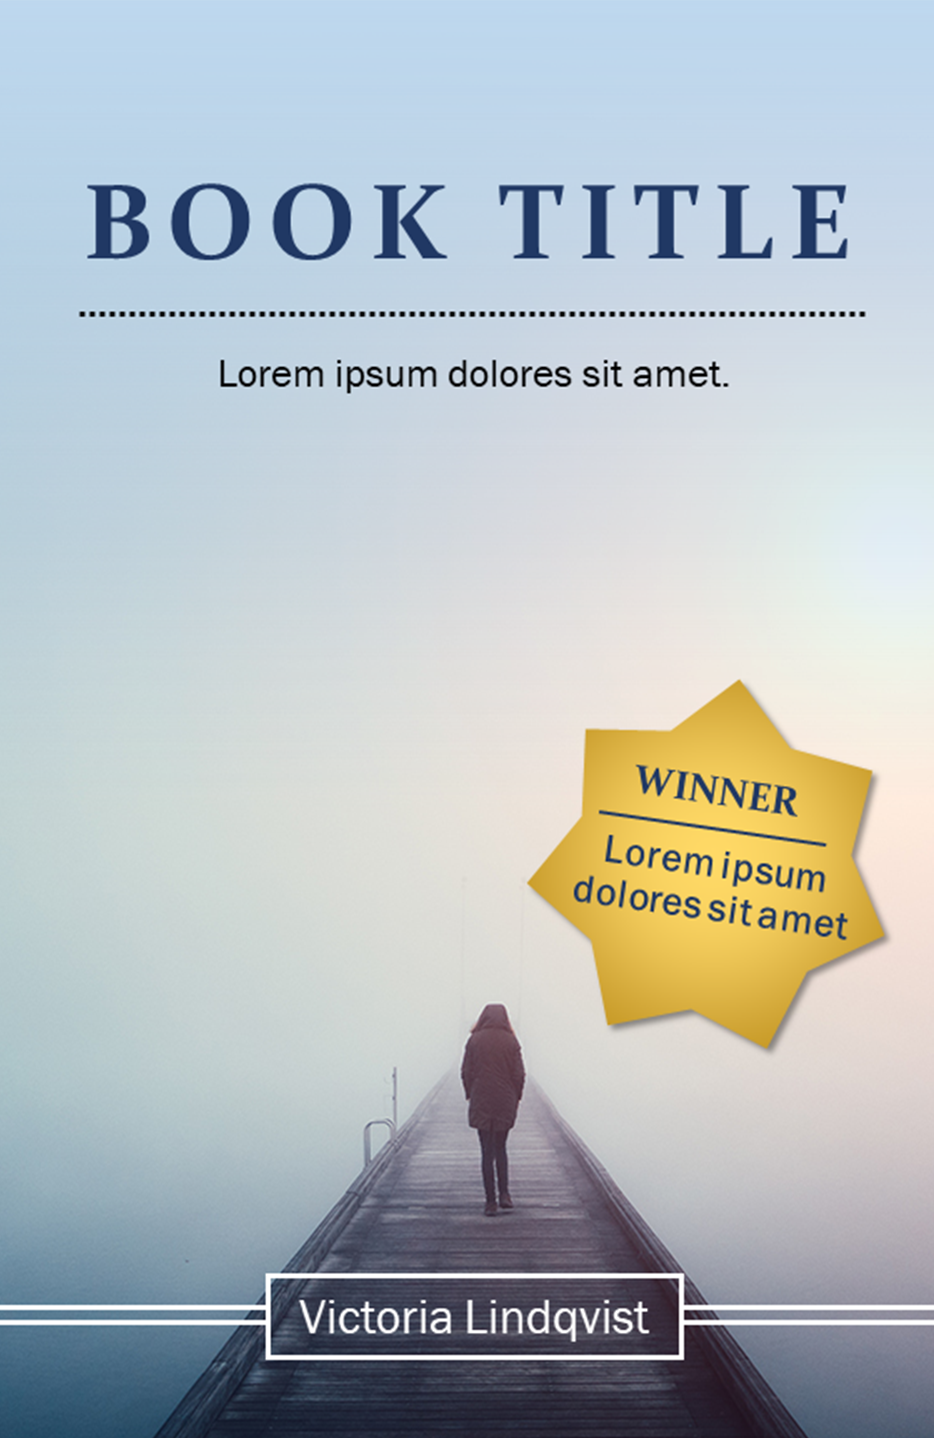 BOOK TITLE
Lorem ipsum dolores sit amet.
WINNER
Lorem ipsum
dolores sit amet
Victoria Lindqvist